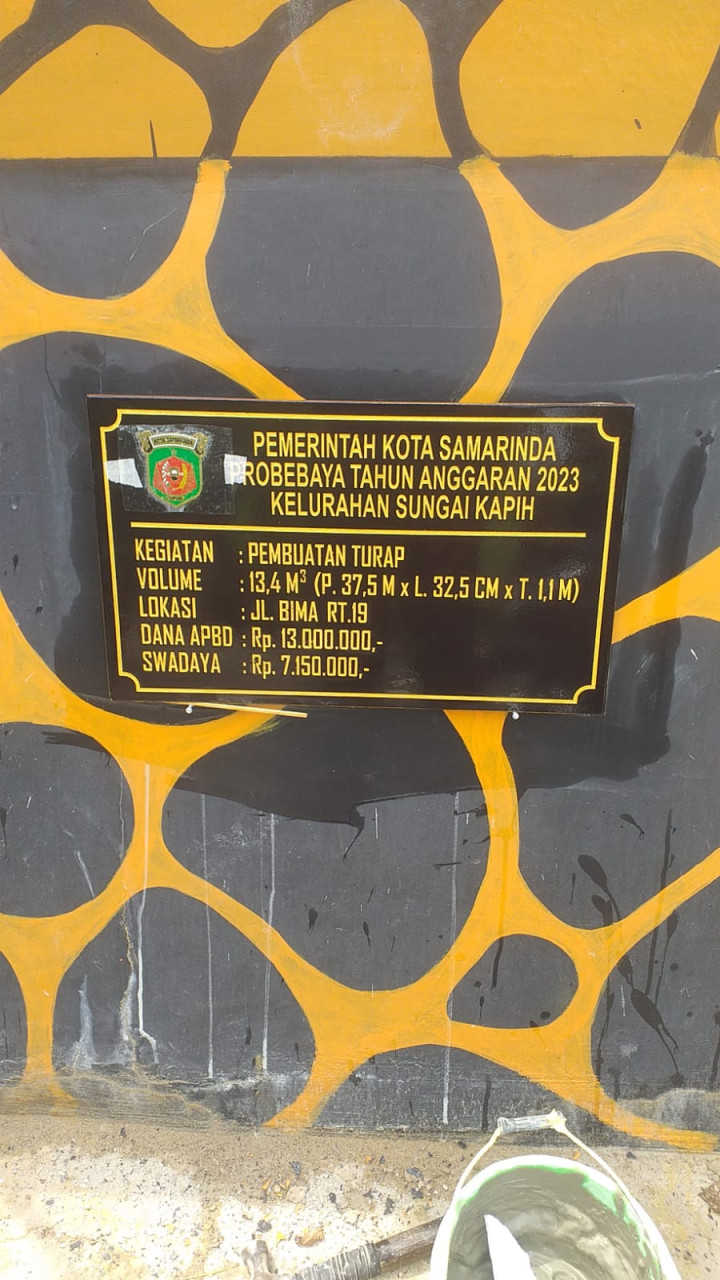 KOTA SAMARINDA
PEMERINTAH KOTA SAMARINDA
PROBEBAYA TAHUN ANGGARAN 2023
KELURAHAN SUNGAI KAPIH
KEGIATAN : PEMBUATAN TURAP
VOLUME : 13,4 M³ (P. 37,5 M x L. 32,5 CM x T. 1,1 M)
LOKASI : JL. BIMA RT.19
DANA APBD : Rp. 13.000.000,-
SWADAYA : Rp. 7.150.000,-